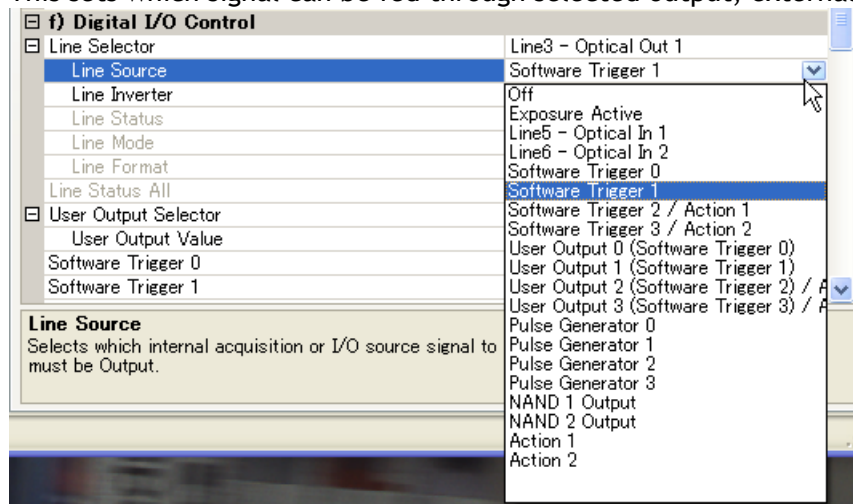 f) Digital I/O Control
Line Selector Line3 - Optical Out 1
Line Source Software Trigger 1
Line Inverter
Line Status
Line Mode
Line Format
Line Status All
User Output Selector
User Output Value
Software Trigger 0
Software Trigger 1
Off
Exposure Active
Line5 - Optical In 1
Line6 - Optical In 2
Software Trigger 0
Software Trigger 1
Software Trigger 2 / Action 1
Software Trigger 3 / Action 2
User Output 0 (Software Trigger 0)
User Output 1 (Software Trigger 1)
User Output 2 (Software Trigger 2) / A
User Output 3 (Software Trigger 3) / A
Pulse Generator 0
Pulse Generator 1
Pulse Generator 2
Pulse Generator 3
NAND 1 Output
NAND 2 Output
Action 1
Action 2
Line Source
Selects which internal acquisition or I/O source signal to
must be Output.